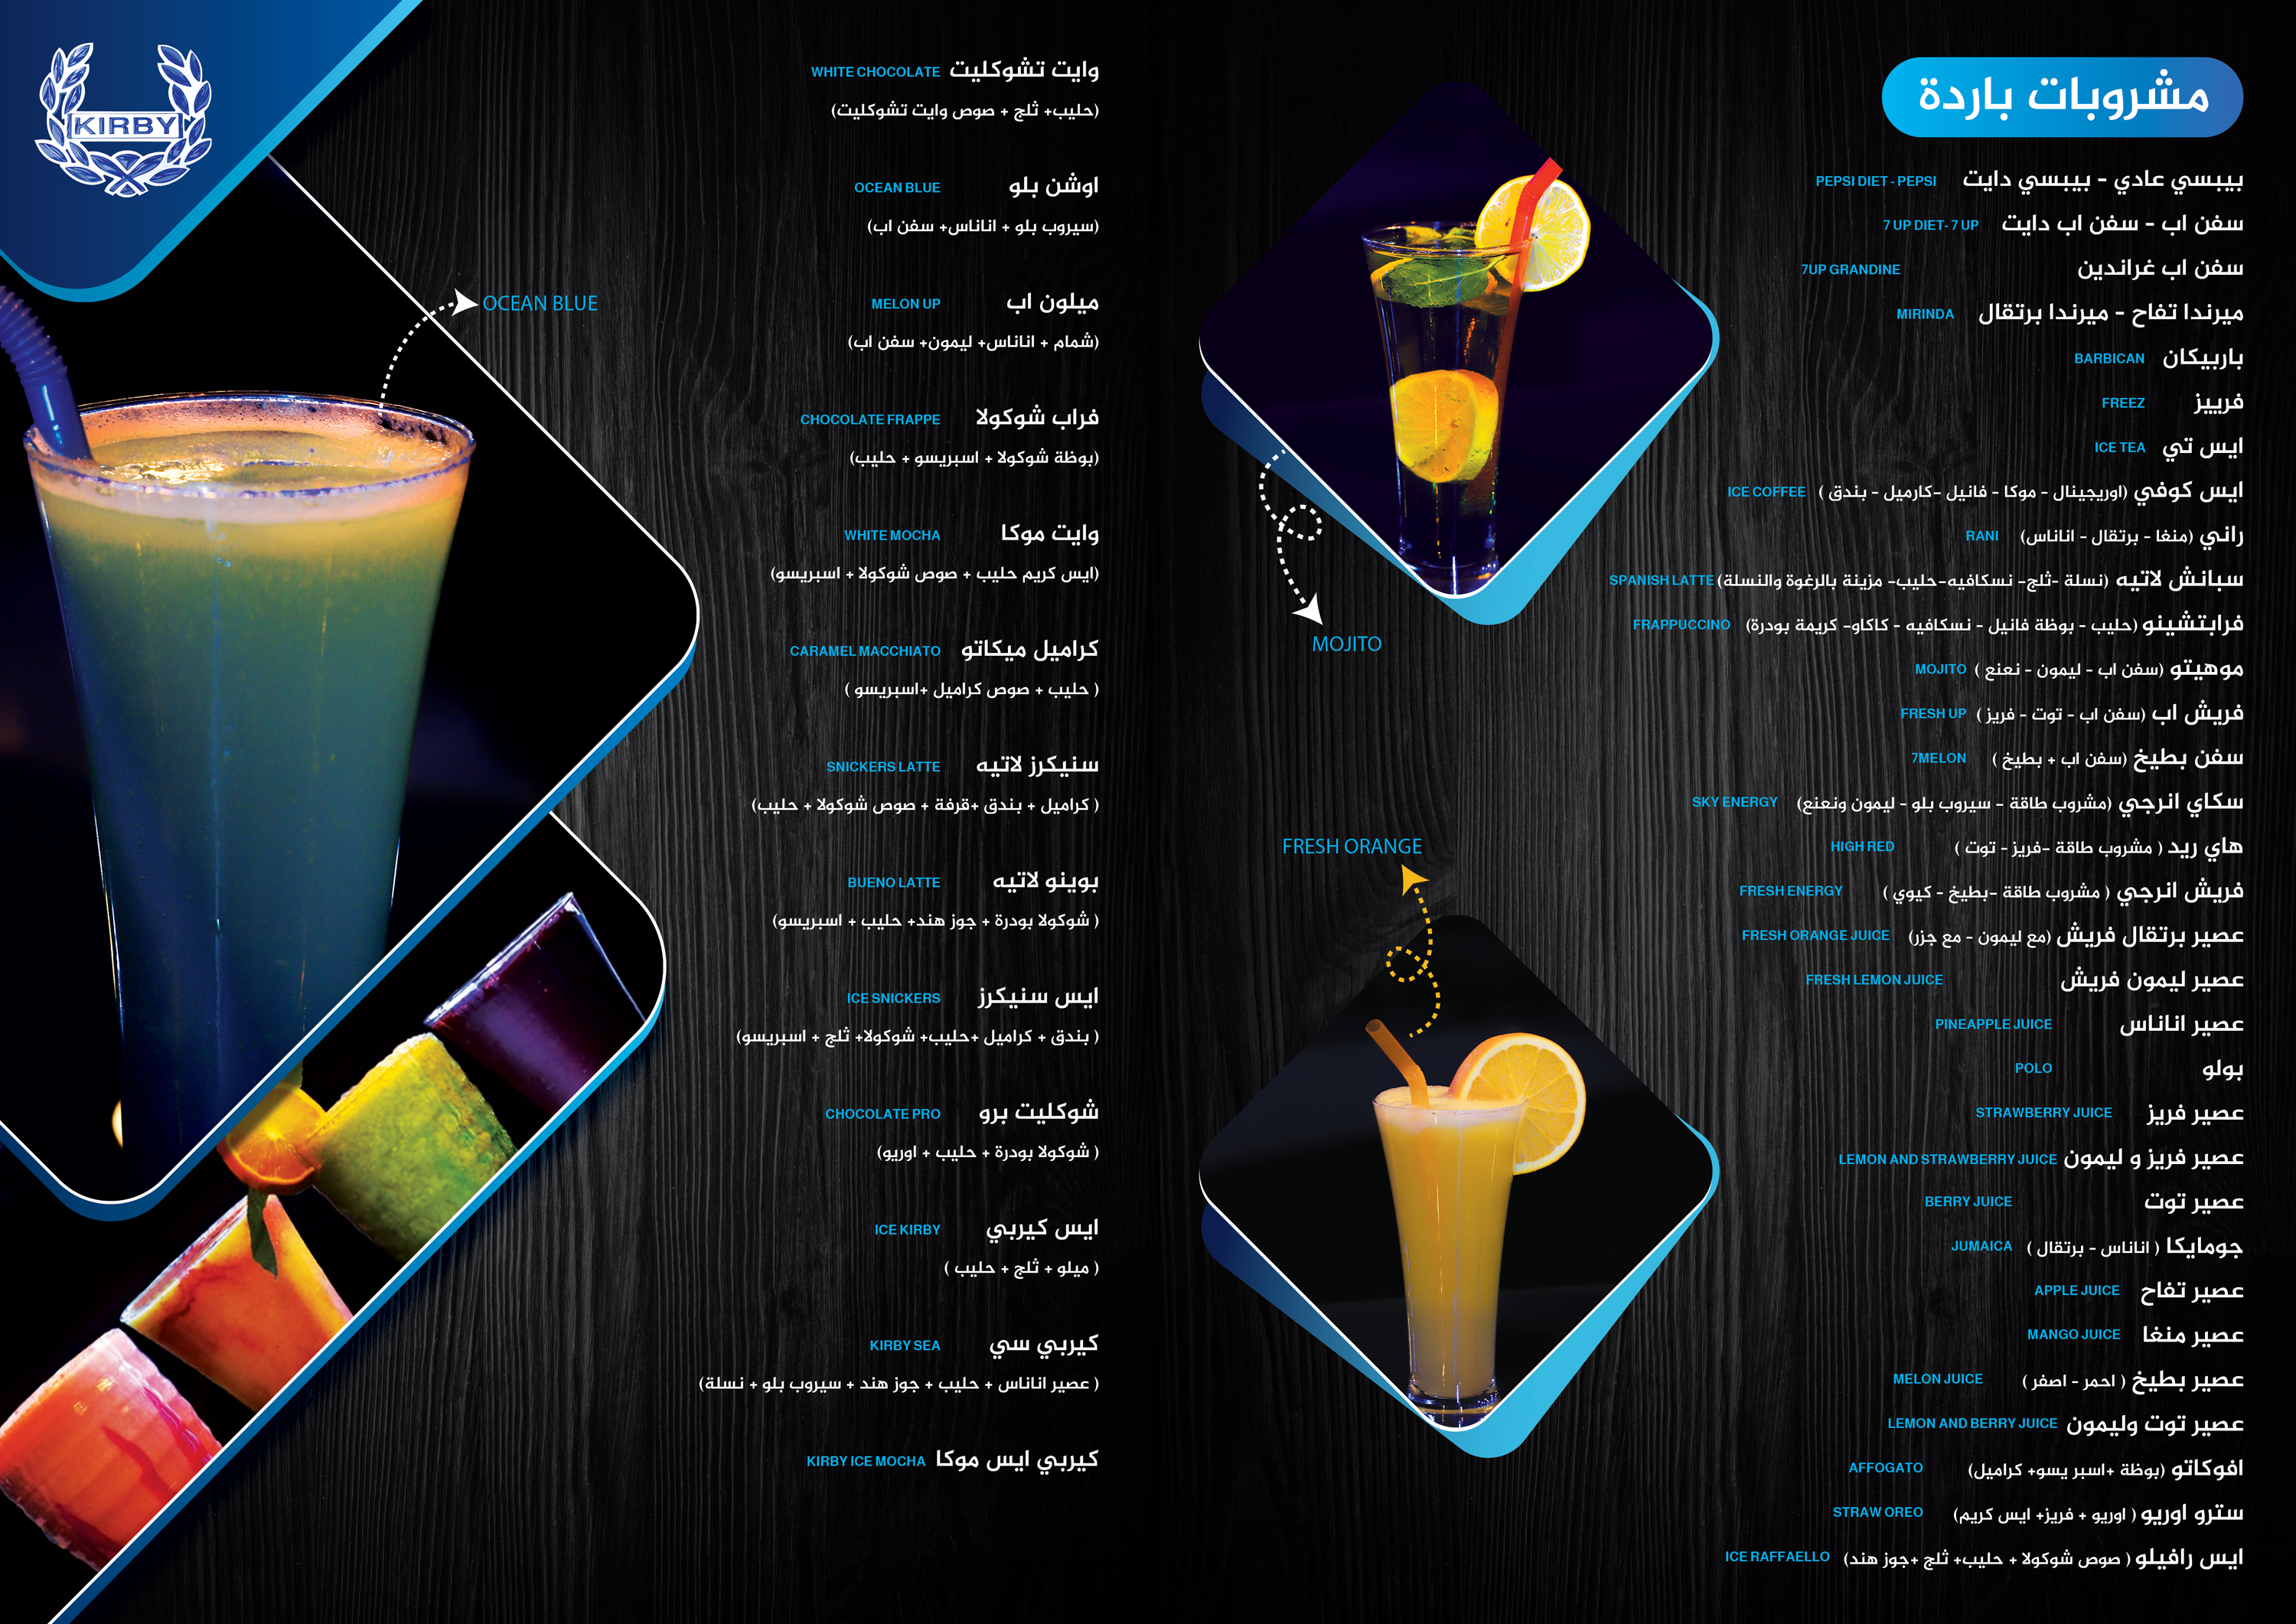 مشروبات باردة
بيبسي عادي - بيبسي دايت PEPSI DIET - PEPSI
سفن اب - سفن اب دايت 7 UP DIET- 7 UP
سفن اب غراندين 7UP GRANDINE
ميرندا تفاح - ميرندا برتقال MIRINDA
باربيكان BARBICAN
فرييز FREEZ
ايس تي ICE TEA
ايس كوفي (اوريجينال - موكا - فانيل -كارميل - بندق ) ICE COFFEE
راني (منغا - برتقال - اناناس) RANI
سبانش لاتيه (نسلة -ثلج- نسكافيه-حليب- مزينة بالرغوة والنسلة) SPANISH LATTE
فرابتشينو (حليب - بوظة فانيل - نسكافيه - كاكاو- كريمة بودرة) FRAPPUCCINO
موهيتو (سفن اب - ليمون - نعنع ) MOJITO
فريش اب (سفن اب - توت - فريز ) FRESH UP
سفن بطيخ (سفن اب + بطيخ ) 7MELON
سكاي انرجي (مشروب طاقة - سيروب بلو - ليمون ونعنع) SKY ENERGY
هاي ريد ( مشروب طاقة -فريز - توت ) HIGH RED
فريش انرجي ( مشروب طاقة -بطيخ - كيوي ) FRESH ENERGY
عصير برتقال فريش (مع ليمون - مع جزر) FRESH ORANGE JUICE
عصير ليمون فريش FRESH LEMON JUICE
عصير اناناس PINEAPPLE JUICE
بولو POLO
عصير فريز STRAWBERRY JUICE
عصير فريز و ليمون LEMON AND STRAWBERRY JUICE
عصير توت BERRY JUICE
جومايكا ( اناناس - برتقال ) JUMAICA
عصير تفاح APPLE JUICE
عصير منغا MANGO JUICE
عصير بطيخ ( احمر - اصفر ) MELON JUICE
عصير توت وليمون LEMON AND BERRY JUICE
افوكاتو (بوظة +اسبر يسو+ كراميل) AFFOGATO
سترو اوريو ( اوريو + فريز+ ايس كريم) STRAW OREO
ايس رافيلو ( صوص شوكولا + حليب+ ثلج +جوز هند) ICE RAFFAELLO
MOJITO
FRESH ORANGE
وايت تشوكليت WHITE CHOCOLATE
(حليب+ ثلج + صوص وايت تشوكليت)
اوشن بلو OCEAN BLUE
(سيروب بلو + اناناس+ سفن اب)
ميلون اب MELON UP
(شمام + اناناس+ ليمون+ سفن اب)
فراب شوكولا CHOCOLATE FRAPPE
(بوظة شوكولا + اسبريسو + حليب)
وايت موكا WHITE MOCHA
(ايس كريم حليب + صوص شوكولا + اسبريسو)
كراميل ميكاتو CARAMEL MACCHIATO
( حليب + صوص كراميل +اسبريسو )
سنيكرز لاتيه SNICKERS LATTE
( كراميل + بندق +قرفة + صوص شوكولا + حليب)
بوينو لاتيه BUENO LATTE
( شوكولا بودرة + جوز هند+ حليب + اسبريسو)
ايس سنيكرز ICE SNICKERS
( بندق + كراميل +حليب+ شوكولا+ ثلج + اسبريسو)
شوكليت برو CHOCOLATE PRO
( شوكولا بودرة + حليب + اوريو)
ايس كيربي ICE KIRBY
( ميلو + ثلج + حليب )
كيربي سي KIRBY SEA
( عصير اناناس + حليب + جوز هند + سيروب بلو + نسلة)
كيربي ايس موكا KIRBY ICE MOCHA
KIRBY
OCEAN BLUE